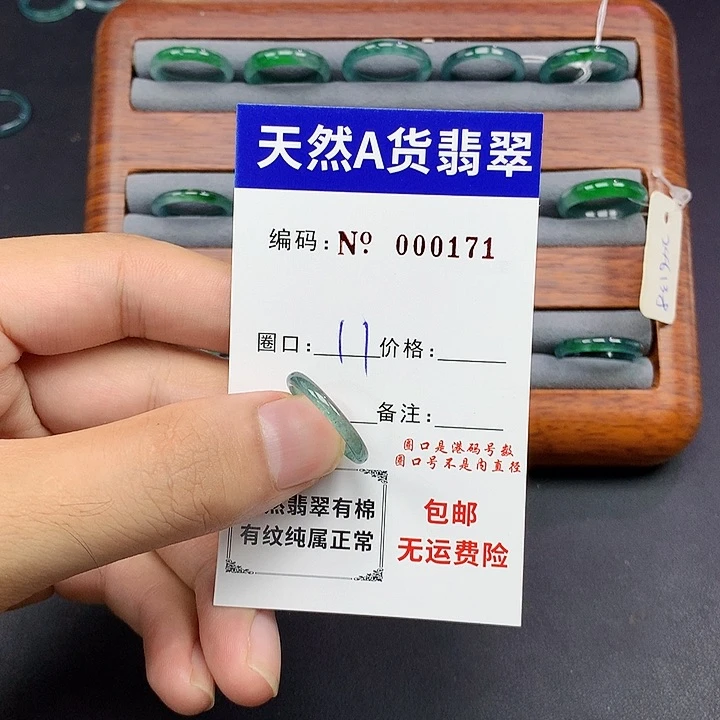 天然A货翡翠
编码:Nº 000171
圈口: 11 价格:
备注:
圈口是港码号数
圈口号不是内直径
然翡翠有棉
有纹纯属正常
包邮
无运费险